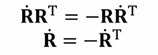 ṘRᵀ = −RṘᵀ
Ṙ = −Ṙᵀ